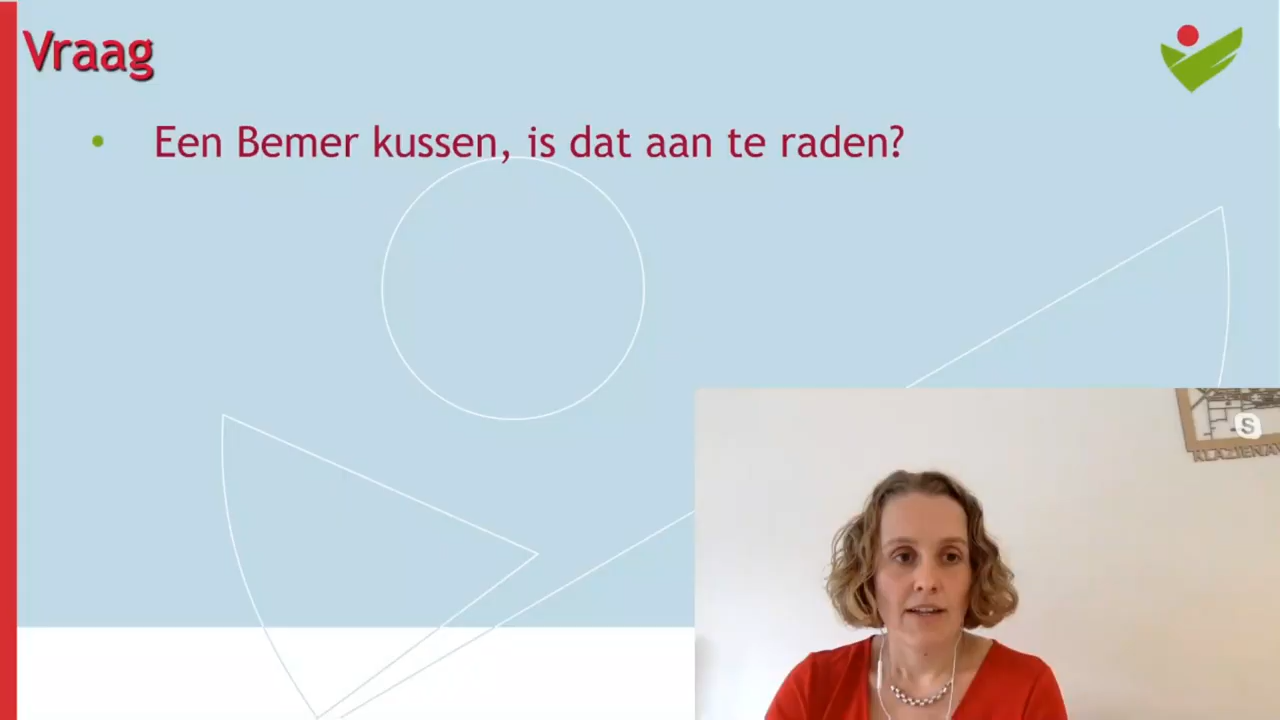 Vraag
• Een Bemer kussen, is dat aan te raden?
S